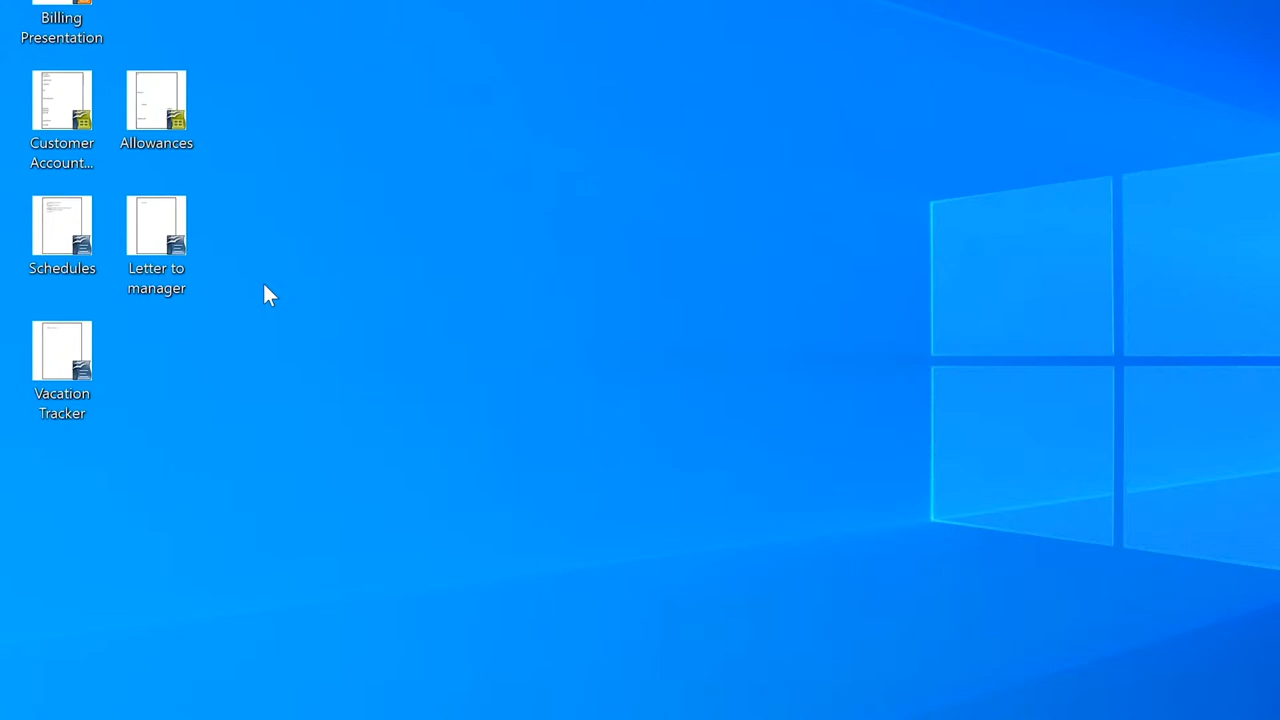 Billing
Presentation
Customer
Account...
Allowances
Schedules
Letter to
manager
Vacation
Tracker